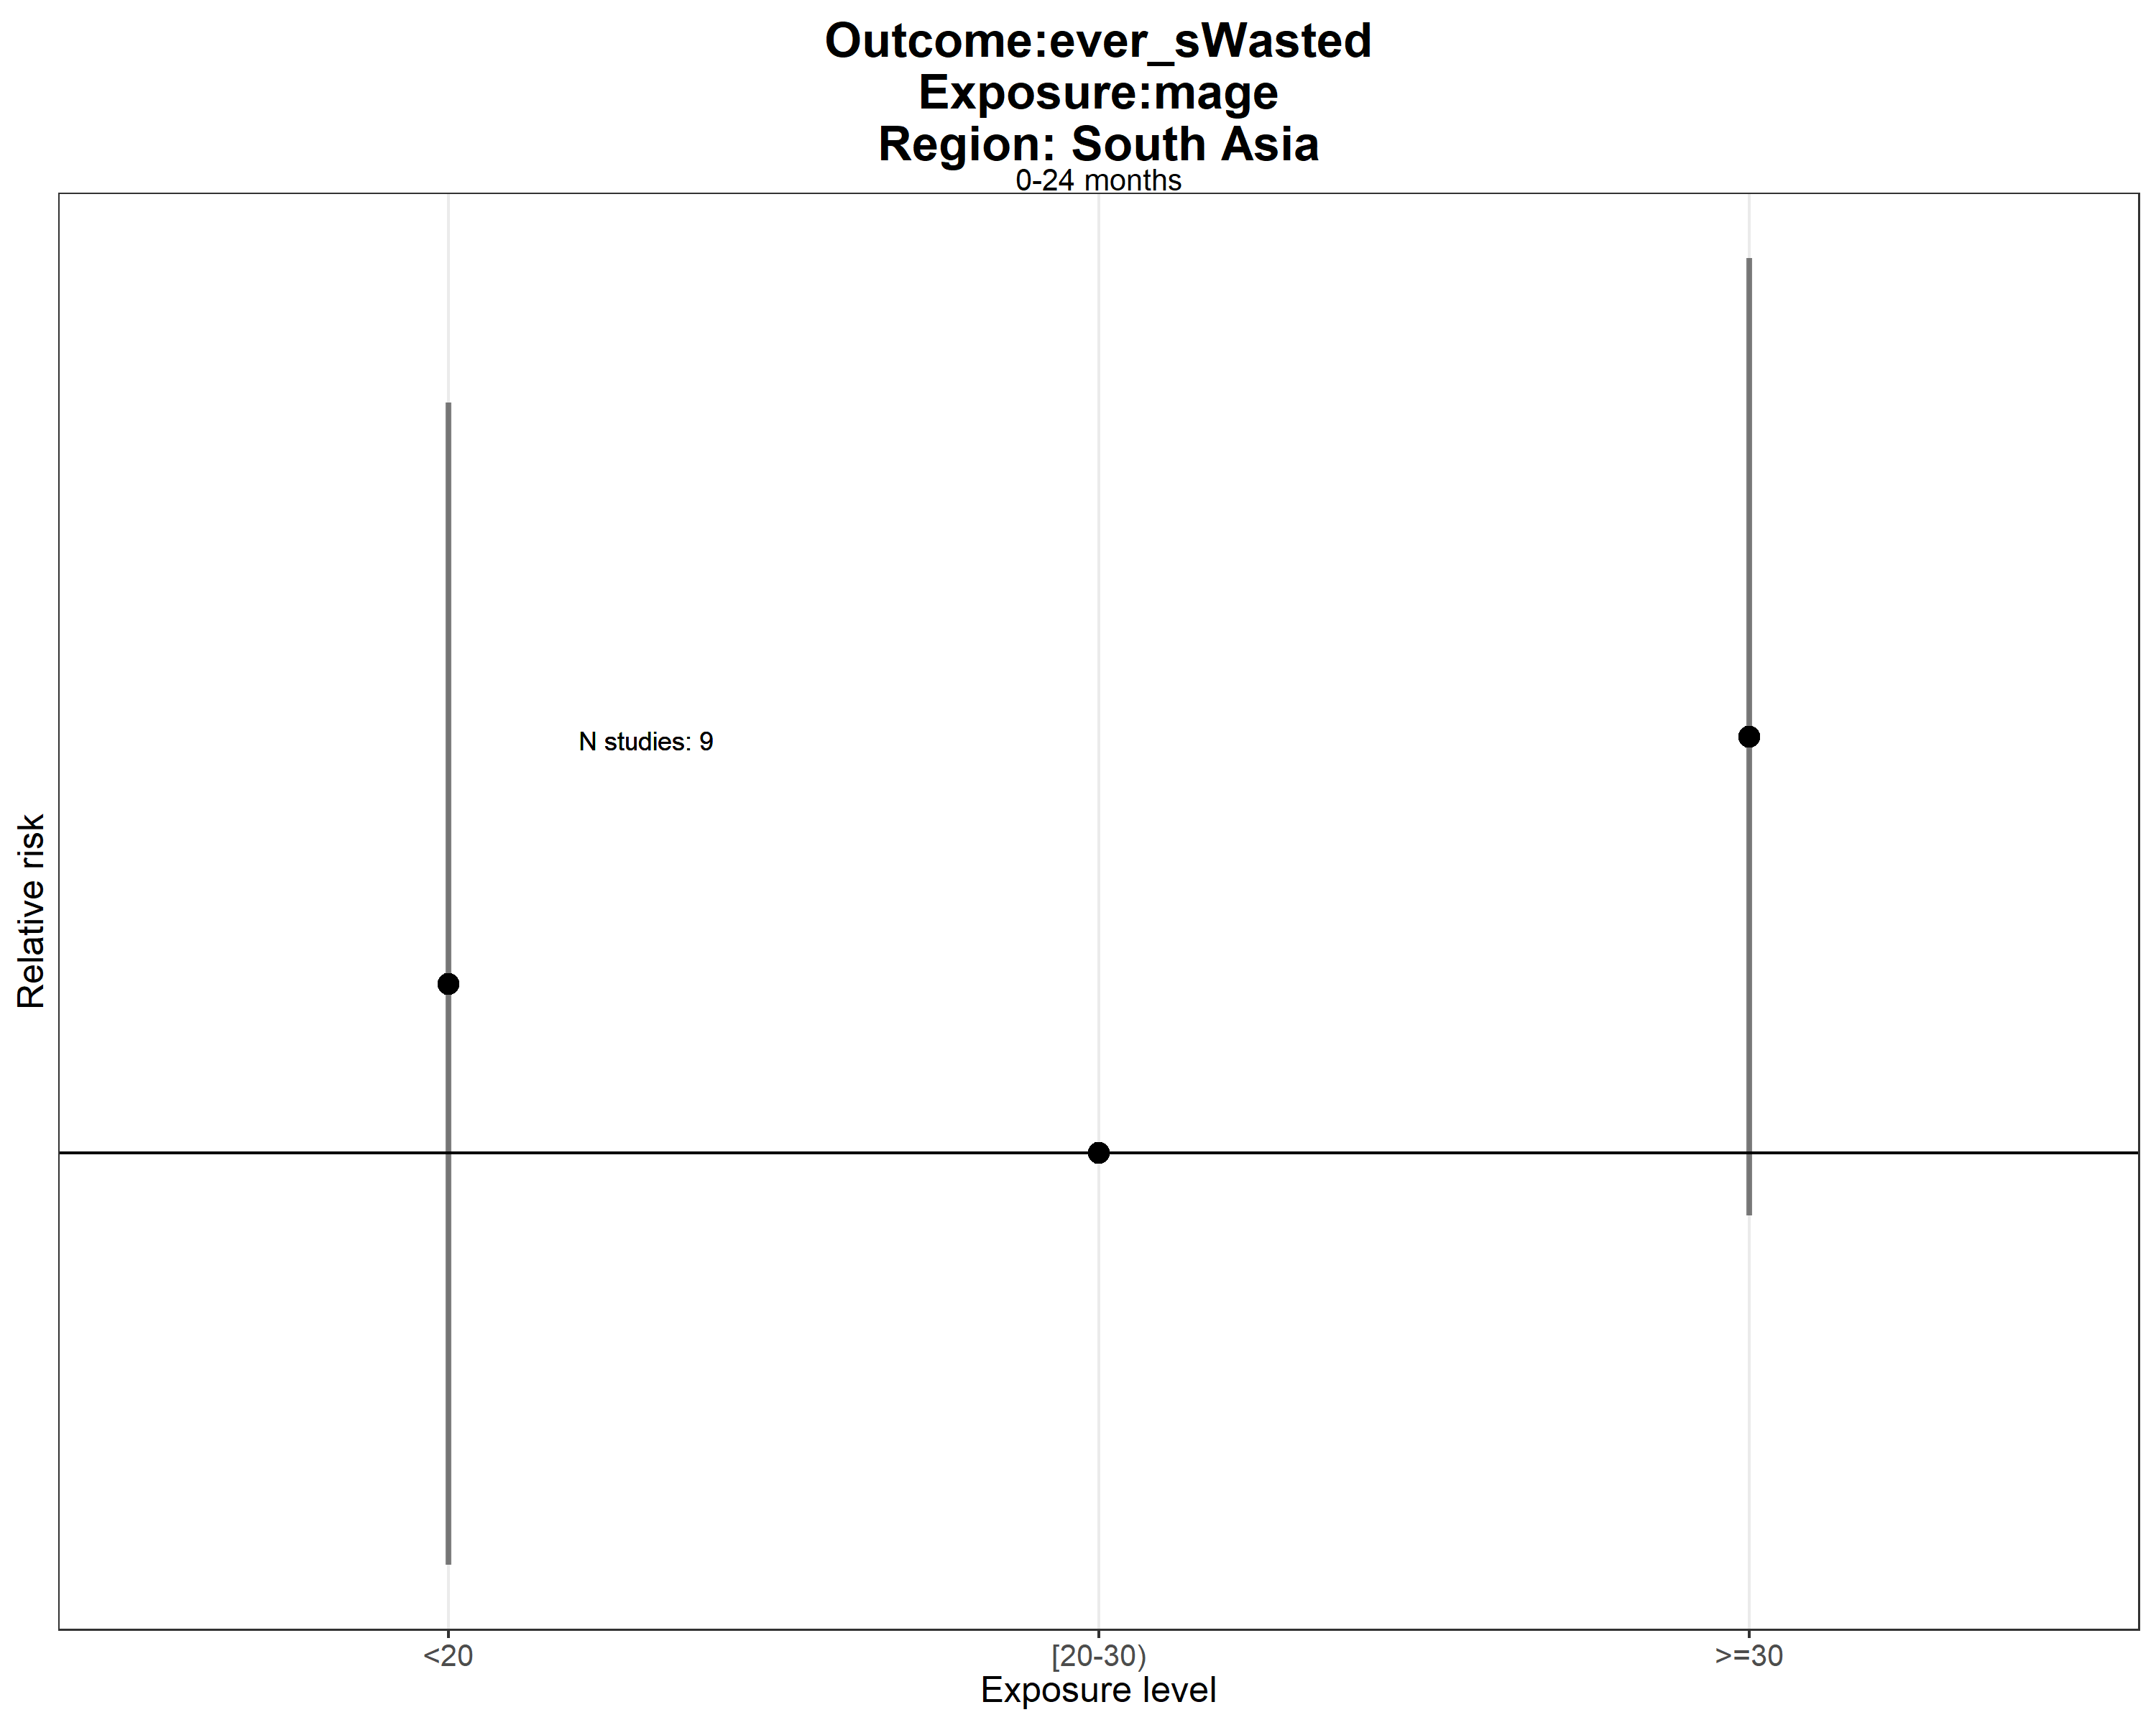 Outcome:ever_sWasted
Exposure:mage
Region: South Asia
0-24 months
N studies: 9
Relative risk
<20
[20-30)
>=30
Exposure level